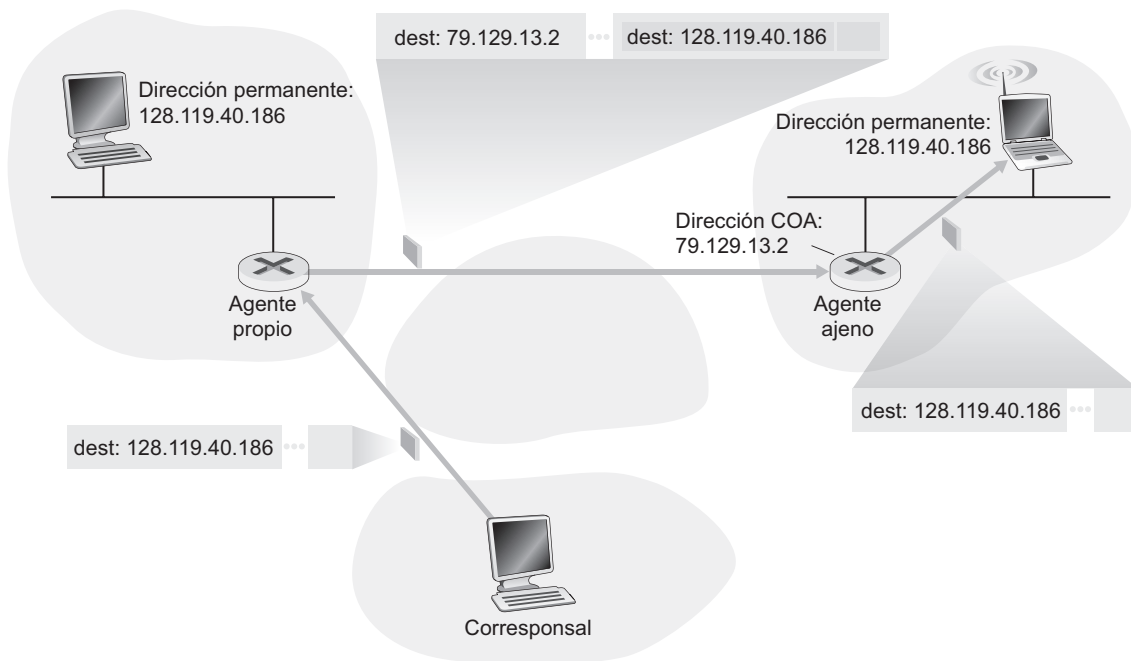 dest: 79.129.13.2
dest: 128.119.40.186
Dirección permanente:
128.119.40.186
Dirección permanente:
128.119.40.186
Dirección COA:
79.129.13.2
Agente
propio
Agente
ajeno
dest: 128.119.40.186
dest: 128.119.40.186
Corresponsal